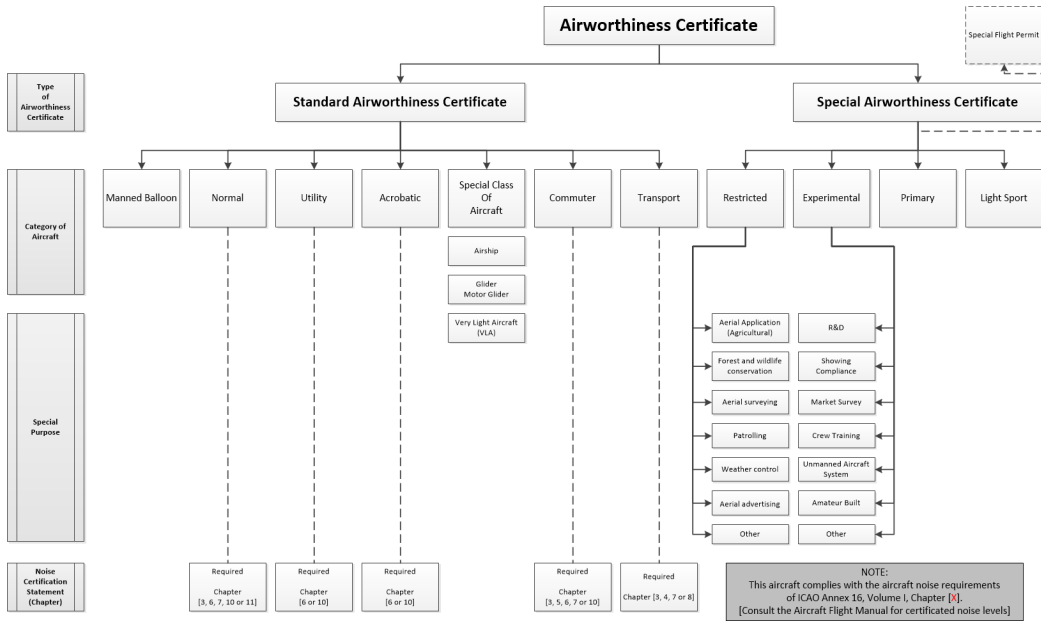 Airworthiness Certificate
Special Flight Permit
Type
of
Airworthiness
Certificate
Standard Airworthiness Certificate
Special Airworthiness Certificate
Category of
Aircraft
Manned Balloon
Normal
Utility
Acrobatic
Special Class
Of
Aircraft
Commuter
Transport
Restricted
Experimental
Primary
Light Sport
Airship
Glider
Motor Glider
Very Light Aircraft
(VLA)
Special
Purpose
Aerial Application
(Agricultural)
Forest and wildlife
conservation
Aerial surveying
Patrolling
Weather control
Aerial advertising
Other
R&D
Showing
Compliance
Market Survey
Crew Training
Unmanned Aircraft
System
Amateur Built
Other
Noise
Certification
Statement
(Chapter)
Required
Chapter
[3, 6, 7, 10 or 11]
Required
Chapter
[6 or 10]
Required
Chapter
[6 or 10]
Required
Chapter
[3, 5, 6, 7 or 10]
Required
Chapter [3, 4, 7 or 8]
NOTE:
This aircraft complies with the aircraft noise requirements
of ICAO Annex 16, Volume I, Chapter [X].
[Consult the Aircraft Flight Manual for certificated noise levels]